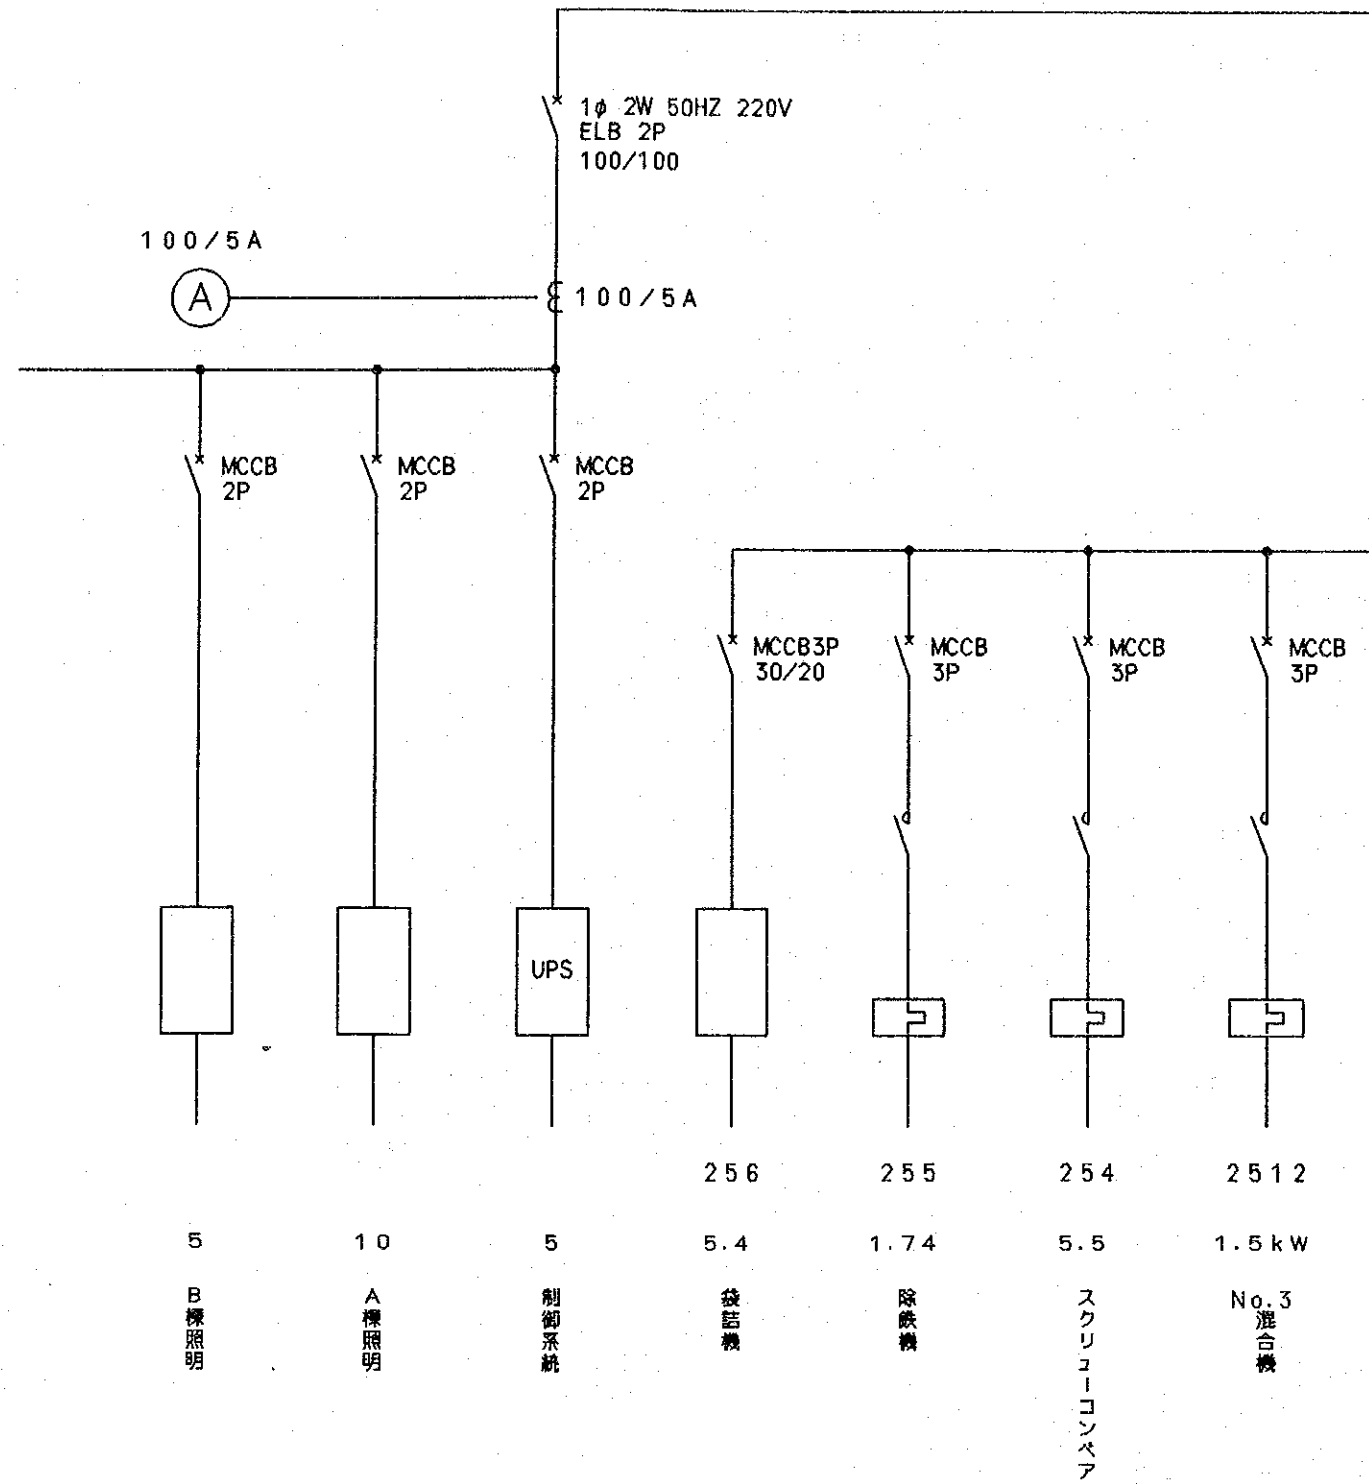 1φ 2W 50HZ 220V
ELB 2P
100/100
100/5A
A
100/5A
MCCB
2P
MCCB
2P
MCCB
2P
MCCB3P
30/20
MCCB
3P
MCCB
3P
MCCB
3P
UPS
256
255
254
2512
5
10
5
5.4
1.74
5.5
1.5kW
B棟照明
A棟照明
制御系統
袋詰機
除鉄機
スクリューコンベア
No.3
混合機